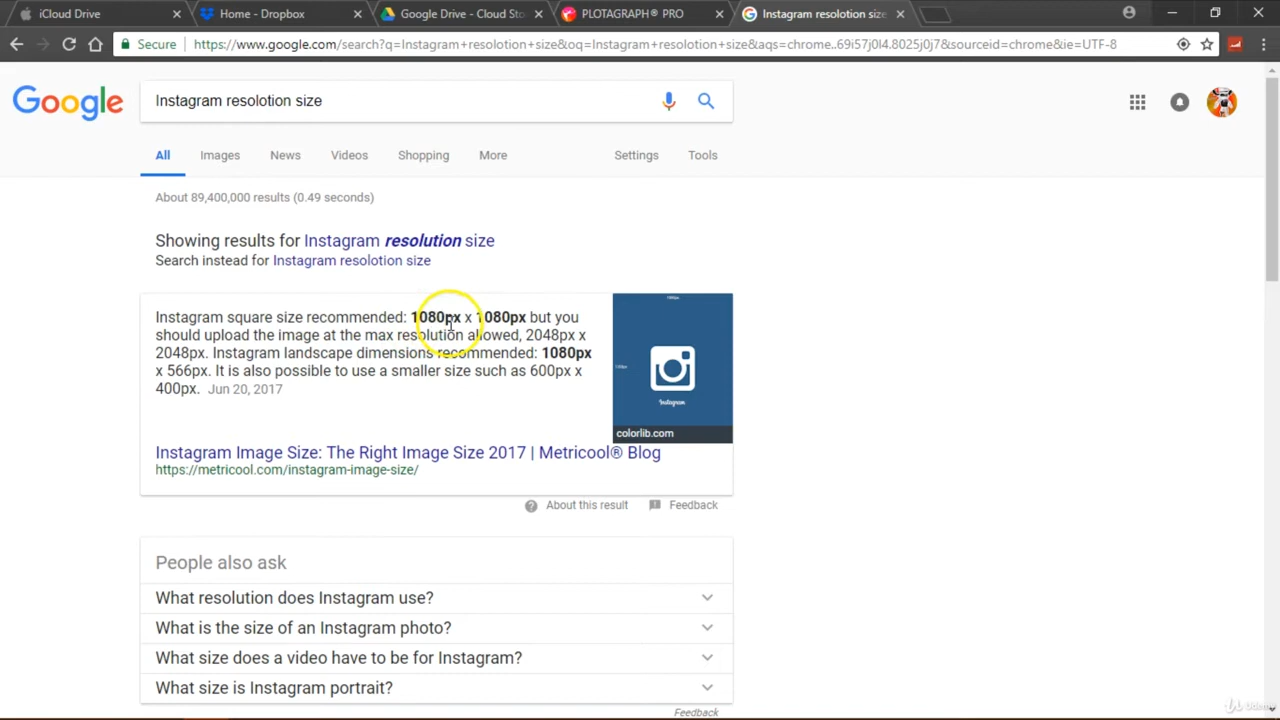 iCloud Drive
Home - Dropbox
Google Drive - Cloud Sto
PLOTAGRAPH® PRO
Instagram resolotion size
Secure
https://www.google.com/search?q=Instagram+resolotion+size&oq=Instagram+resolotion+size&aqs=chrome..69i57j0l4.8025j0j7&sourceid=chrome&ie=UTF-8
Google
Instagram resolotion size
All
Images
News
Videos
Shopping
More
Settings
Tools
About 89,400,000 results (0.49 seconds)
Showing results for Instagram resolution size
Search instead for Instagram resolotion size
Instagram square size recommended: 1080px x 1080px but you
should upload the image at the max resolution allowed, 2048px x
2048px. Instagram landscape dimensions recommended: 1080px
x 566px. It is also possible to use a smaller size such as 600px x
400px. Jun 20, 2017
Instagram
colorlib.com
Instagram Image Size: The Right Image Size 2017 | Metricool® Blog
https://metricool.com/instagram-image-size/
About this result
Feedback
People also ask
What resolution does Instagram use?
What is the size of an Instagram photo?
What size does a video have to be for Instagram?
What size is Instagram portrait?
Feedback